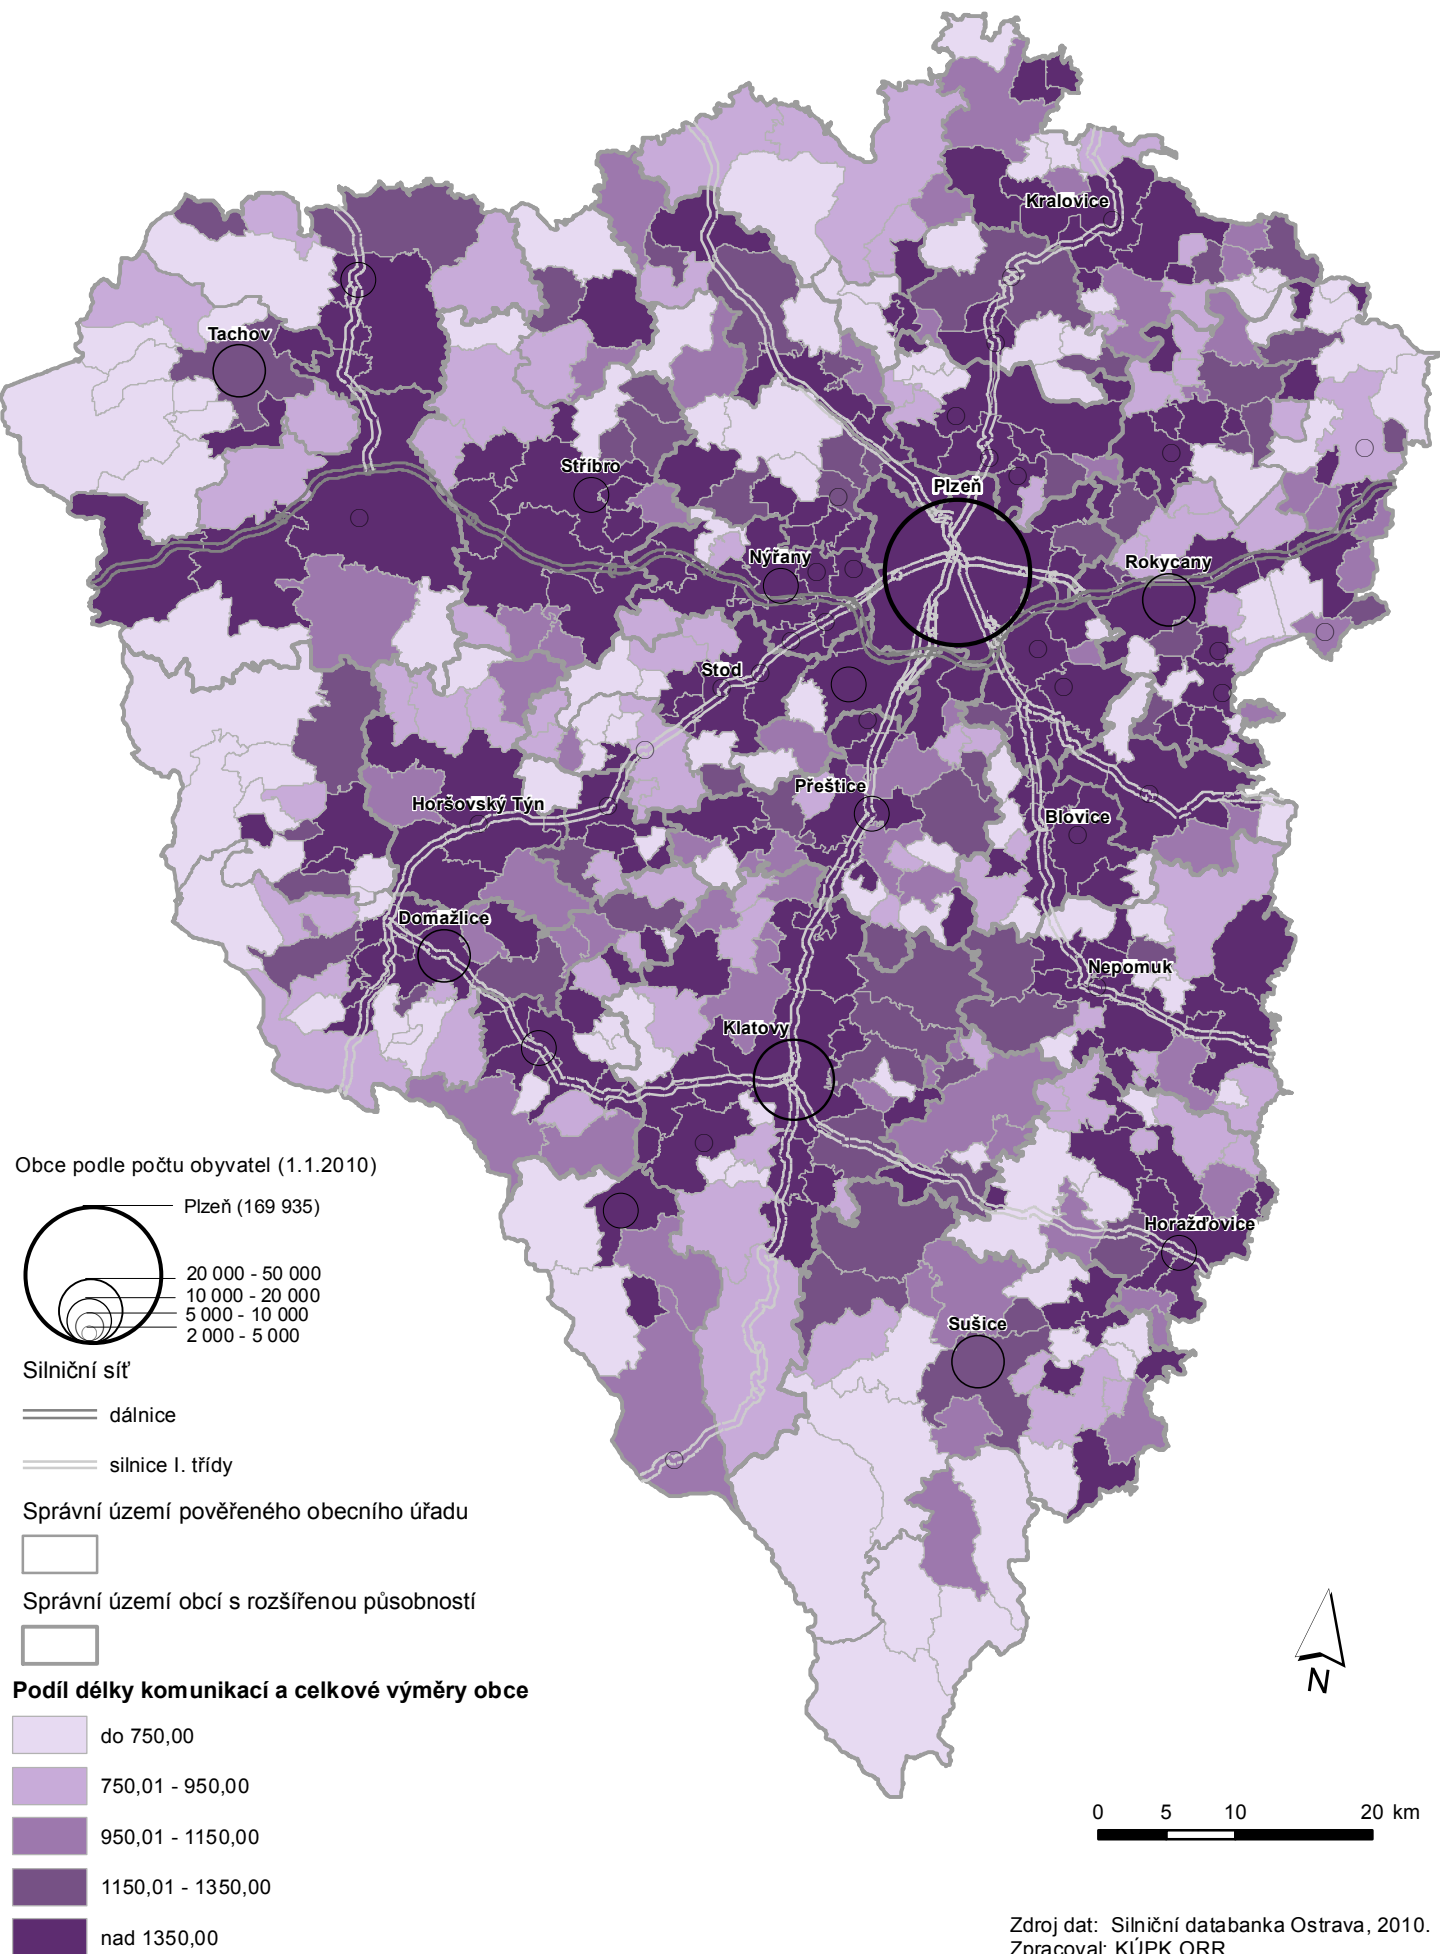 Kralovice
Tachov
Stříbro
Plzeň
Nýřany
Rokycany
Stod
Přeštice
Horšovský Týn
Blovice
Domažlice
Nepomuk
Klatovy
Horažďovice
Sušice
Obce podle počtu obyvatel (1.1.2010)
Plzeň (169 935)
20 000 - 50 000
10 000 - 20 000
5 000 - 10 000
2 000 - 5 000
Silniční síť
dálnice
silnice I. třídy
Správní území pověřeného obecního úřadu
Správní území obcí s rozšířenou působností
Podíl délky komunikací a celkové výměry obce
do 750,00
750,01 - 950,00
950,01 - 1150,00
1150,01 - 1350,00
nad 1350,00
N
0 5 10 20 km
Zdroj dat: Silniční databanka Ostrava, 2010.
Zpracoval: KÚPK ORR